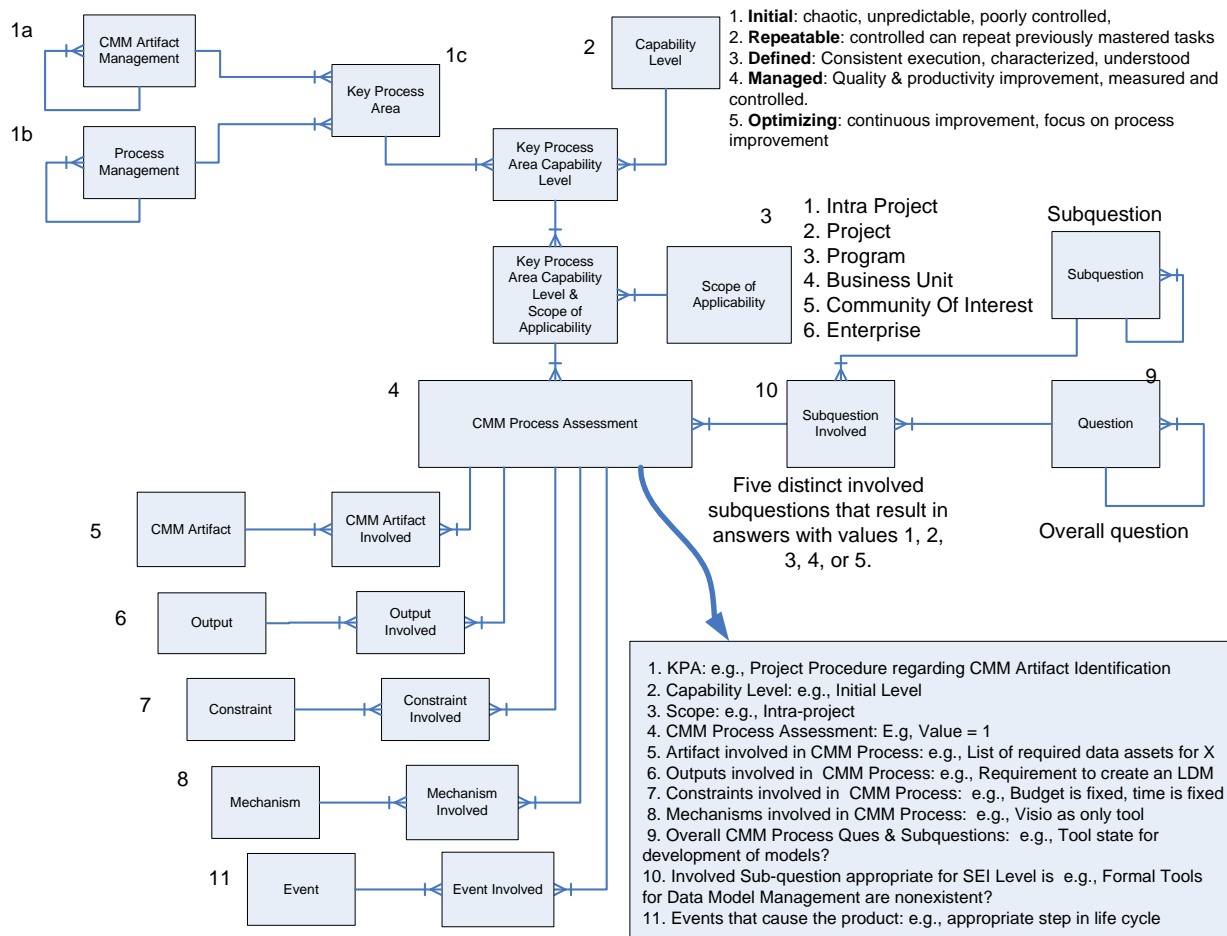 1a
CMM Artifact
Management
1b
Process
Management
1c
Key Process
Area
2
Capability
Level
1. Initial: chaotic, unpredictable, poorly controlled,
2. Repeatable: controlled can repeat previously mastered tasks
3. Defined: Consistent execution, characterized, understood
4. Managed: Quality & productivity improvement, measured and
controlled.
5. Optimizing: continuous improvement, focus on process
improvement
Key Process
Area Capability
Level
Key Process
Area Capability
Level &
Scope of
Applicability
3
Scope of
Applicability
1. Intra Project
2. Project
3. Program
4. Business Unit
5. Community Of Interest
6. Enterprise
Subquestion
Subquestion
4
CMM Process Assessment
10
Subquestion
Involved
9
Question
Five distinct involved
subquestions that result in
answers with values 1, 2,
3, 4, or 5.
Overall question
5
CMM Artifact
CMM Artifact
Involved
6
Output
Output
Involved
7
Constraint
Constraint
Involved
8
Mechanism
Mechanism
Involved
11
Event
Event Involved
1. KPA: e.g., Project Procedure regarding CMM Artifact Identification
2. Capability Level: e.g., Initial Level
3. Scope: e.g., Intra-project
4. CMM Process Assessment: E.g, Value = 1
5. Artifact involved in CMM Process: e.g., List of required data assets for X
6. Outputs involved in CMM Process: e.g., Requirement to create an LDM
7. Constraints involved in CMM Process: e.g., Budget is fixed, time is fixed
8. Mechanisms involved in CMM Process: e.g., Visio as only tool
9. Overall CMM Process Ques & Subquestions: e.g., Tool state for
development of models?
10. Involved Sub-question appropriate for SEI Level is e.g., Formal Tools
for Data Model Management are nonexistent?
11. Events that cause the product: e.g., appropriate step in life cycle